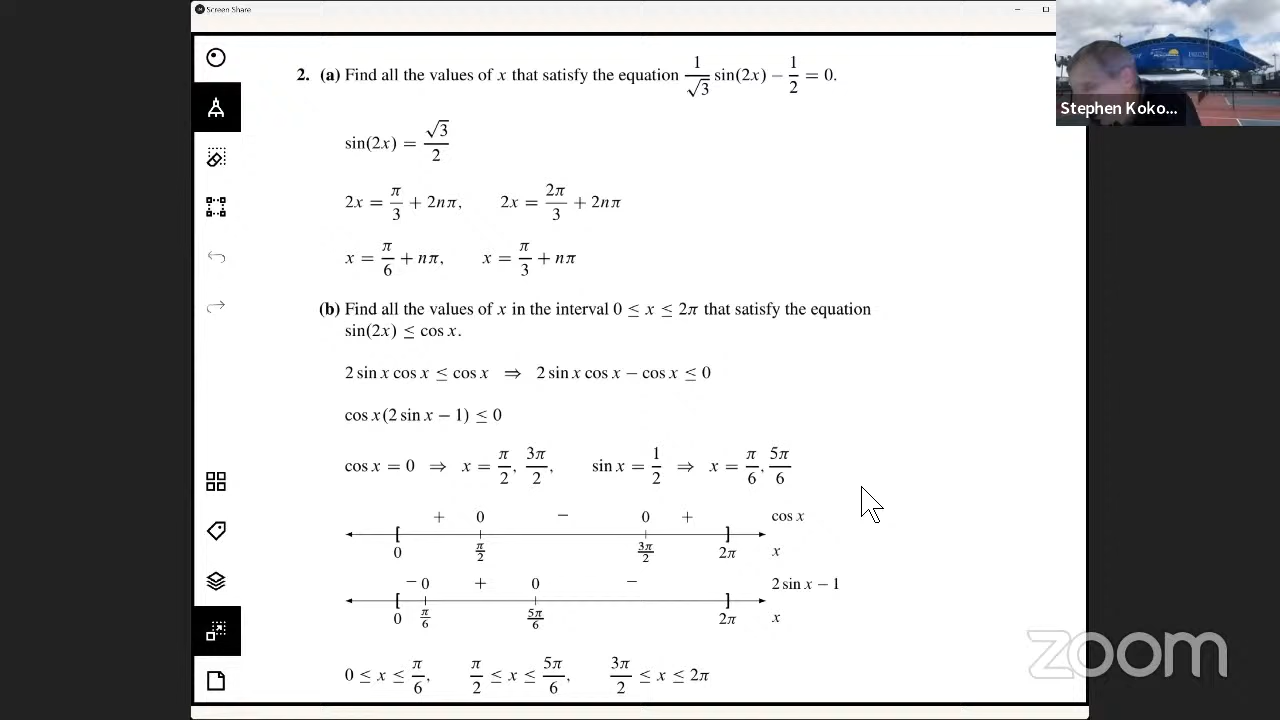 Screen Share
2. (a) Find all the values of x that satisfy the equation 1/√3 sin(2x) − 1/2 = 0.
sin(2x) = √3/2
2x = π/3 + 2nπ,   2x = 2π/3 + 2nπ
x = π/6 + nπ,   x = π/3 + nπ
(b) Find all the values of x in the interval 0 ≤ x ≤ 2π that satisfy the equation
sin(2x) ≤ cos x.
2 sin x cos x ≤ cos x ⇒ 2 sin x cos x − cos x ≤ 0
cos x(2 sin x − 1) ≤ 0
cos x = 0 ⇒ x = π/2, 3π/2,   sin x = 1/2 ⇒ x = π/6, 5π/6
+ 0 − 0 + cos x
0 π/2 3π/2 2π x
− 0 + 0 − 2 sin x − 1
0 π/6 5π/6 2π x
0 ≤ x ≤ π/6,   π/2 ≤ x ≤ 5π/6,   3π/2 ≤ x ≤ 2π
Stephen Koko...
zoom